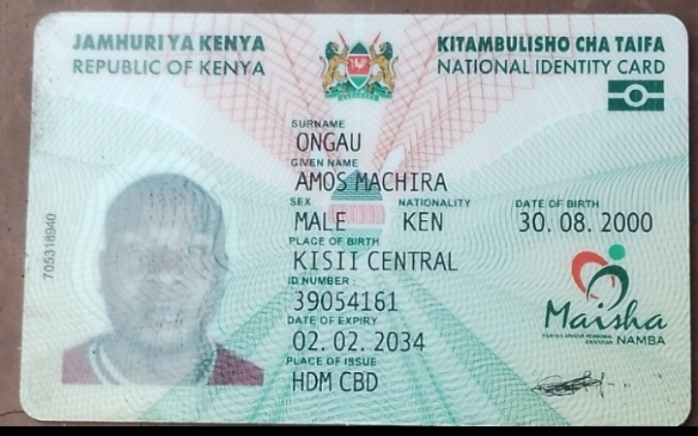 JAMHURI YA KENYA
REPUBLIC OF KENYA
KITAMBULISHO CHA TAIFA
NATIONAL IDENTITY CARD
SURNAME
ONGAU
GIVEN NAME
AMOS MACHIRA
SEX NATIONALITY DATE OF BIRTH
MALE KEN 30. 08. 2000
PLACE OF BIRTH
KISII CENTRAL
ID NUMBER
39054161
DATE OF EXPIRY
02. 02. 2034
PLACE OF ISSUE
HDM CBD
705318940
Maisha
NAMBA